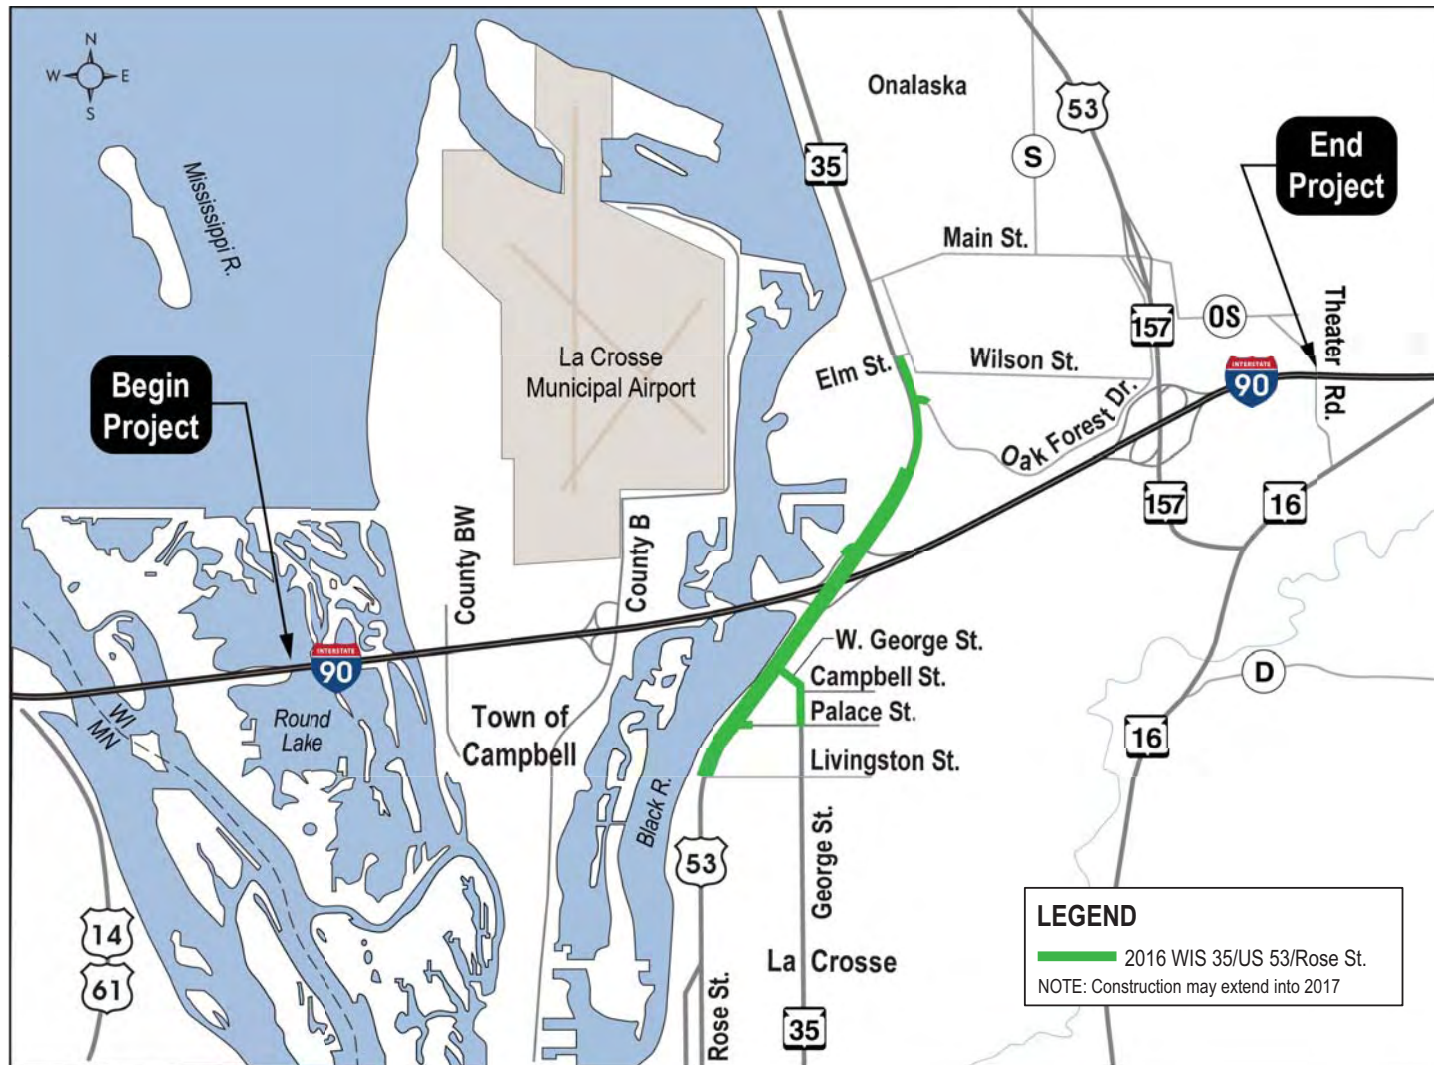 N
W
E
S
Mississippi R.
Onalaska
53
35
S
End
Project
Main St.
Theater Rd.
157
OS
La Crosse
Municipal Airport
Elm St.
Wilson St.
INTERSTATE
90
Begin
Project
Oak Forest Dr.
157
16
County BW
County B
W. George St.
INTERSTATE
90
Campbell St.
D
WI
MN
Round
Lake
Town of
Campbell
Palace St.
16
Livingston St.
Black R.
53
George St.
14
61
LEGEND
2016 WIS 35/US 53/Rose St.
NOTE: Construction may extend into 2017
La Crosse
Rose St.
35